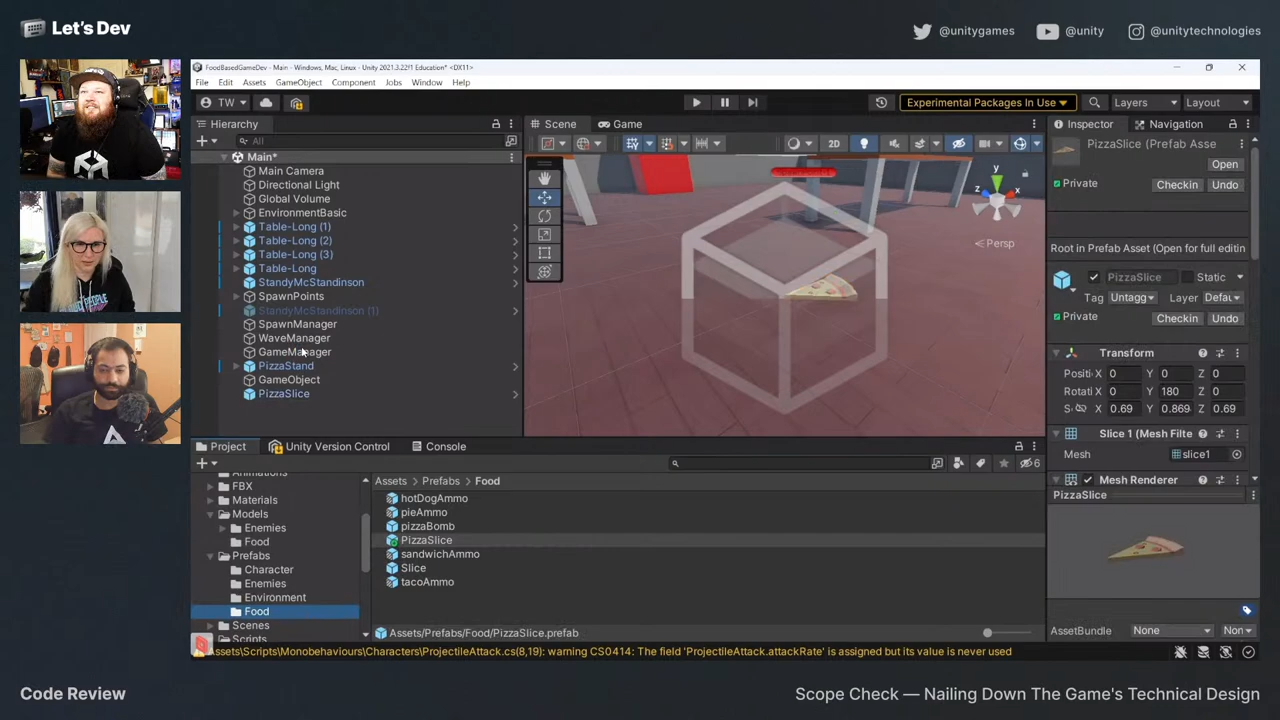 Let's Dev
@unitygames
@unity
@unitytechnologies
FoodBasedGameDev - Main - Windows, Mac, Linux - Unity 2021.3.22f1 Education* <DX11>
File Edit Assets GameObject Component Jobs Window Help
TW
Experimental Packages In Use
Layers
Layout
Hierarchy
Scene
Game
Inspector
Navigation
All
2D
PizzaSlice (Prefab Asse
Open
Main*
Main Camera
Directional Light
Global Volume
EnvironmentBasic
Table-Long (1)
Table-Long (2)
Table-Long (3)
Table-Long
StandyMcStandinson
SpawnPoints
StandyMcStandinson (1)
SpawnManager
WaveManager
GameManager
PizzaStand
GameObject
PizzaSlice
y
x
z
Persp
Private
Checkin
Undo
Root in Prefab Asset (Open for full editin
PizzaSlice
Static
Tag Untagg
Layer Defau
Private
Checkin
Undo
Transform
Positi X 0 Y 0 Z 0
Rotati X 0 Y 180 Z 0
S X 0.69 Y 0.869 Z 0.69
Slice 1 (Mesh Filte
Mesh
slice1
Mesh Renderer
PizzaSlice
Project
Unity Version Control
Console
6
Animations
FBX
Materials
Models
Enemies
Food
Prefabs
Character
Enemies
Environment
Food
Scenes
Scripts
Assets > Prefabs > Food
hotDogAmmo
pieAmmo
pizzaBomb
PizzaSlice
sandwichAmmo
Slice
tacoAmmo
Assets/Prefabs/Food/PizzaSlice.prefab
AssetBundle
None
Non
Assets\Scripts\Monobehaviours\Characters\ProjectileAttack.cs(8,19): warning CS0414: The field 'ProjectileAttack.attackRate' is assigned but its value is never used
Code Review
Scope Check — Nailing Down The Game's Technical Design